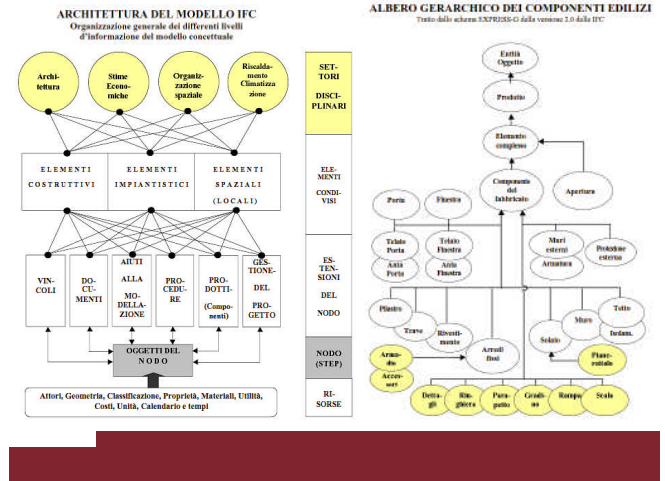 ARCHITETTURA DEL MODELLO IFC
Organizzazione generale dei differenti livelli
d'informazione del modello concettuale
Archi-
tettura
Stime
Econo-
miche
Organiz-
zazione
spaziale
Riscalda-
mento
Climatizza
zione
SET-
TORI
DISCI-
PLINARI
ELEMENTI
COSTRUTTIVI
ELEMENTI
IMPIANTISTICI
ELEMENTI
SPAZIALI
(LOCALI)
ELE-
MENTI
CONDI-
VISI
VIN-
COLI
DO-
CU-
MENTI
AIUTI
ALLA
MO-
DELLA-
ZIONE
PRO-
CEDU-
RE
PRO-
DOTTI-
(Compo-
nenti)
GES-
TIONE-
DEL
PRO-
GETTO
ES-
TEN-
SIONI
DEL
NODO
OGGETTI DEL
NODO
NODO
(STEP)
Attori, Geometria, Classificazione, Proprietà, Materiali, Utilità,
Costi, Unità, Calendario e tempi
RI-
SORSE
ALBERO GERARCHICO DEI COMPONENTI EDILIZI
Tratto dallo schema EXPRESS-G della versione 2.0 della IFC
Entità
Oggetto
Prodotto
Elemento
complesso
Componente
del
fabbricato
Apertura
Porta
Finestra
Telaio
Porta
Anta
Porta
Telaio
Finestra
Anta
Finestra
Muri
esterni
Armatura
Protezione
esterna
Pilastro
Trave
Rivesti-
mento
Arredi
fissi
Solaio
Muro
Tetto
Isolam.
Arma-
dio
Acces-
sori
Piane-
rottolo
Detta-
gli
Rin-
ghiera
Para-
petto
Gradi-
no
Rampa
Scala